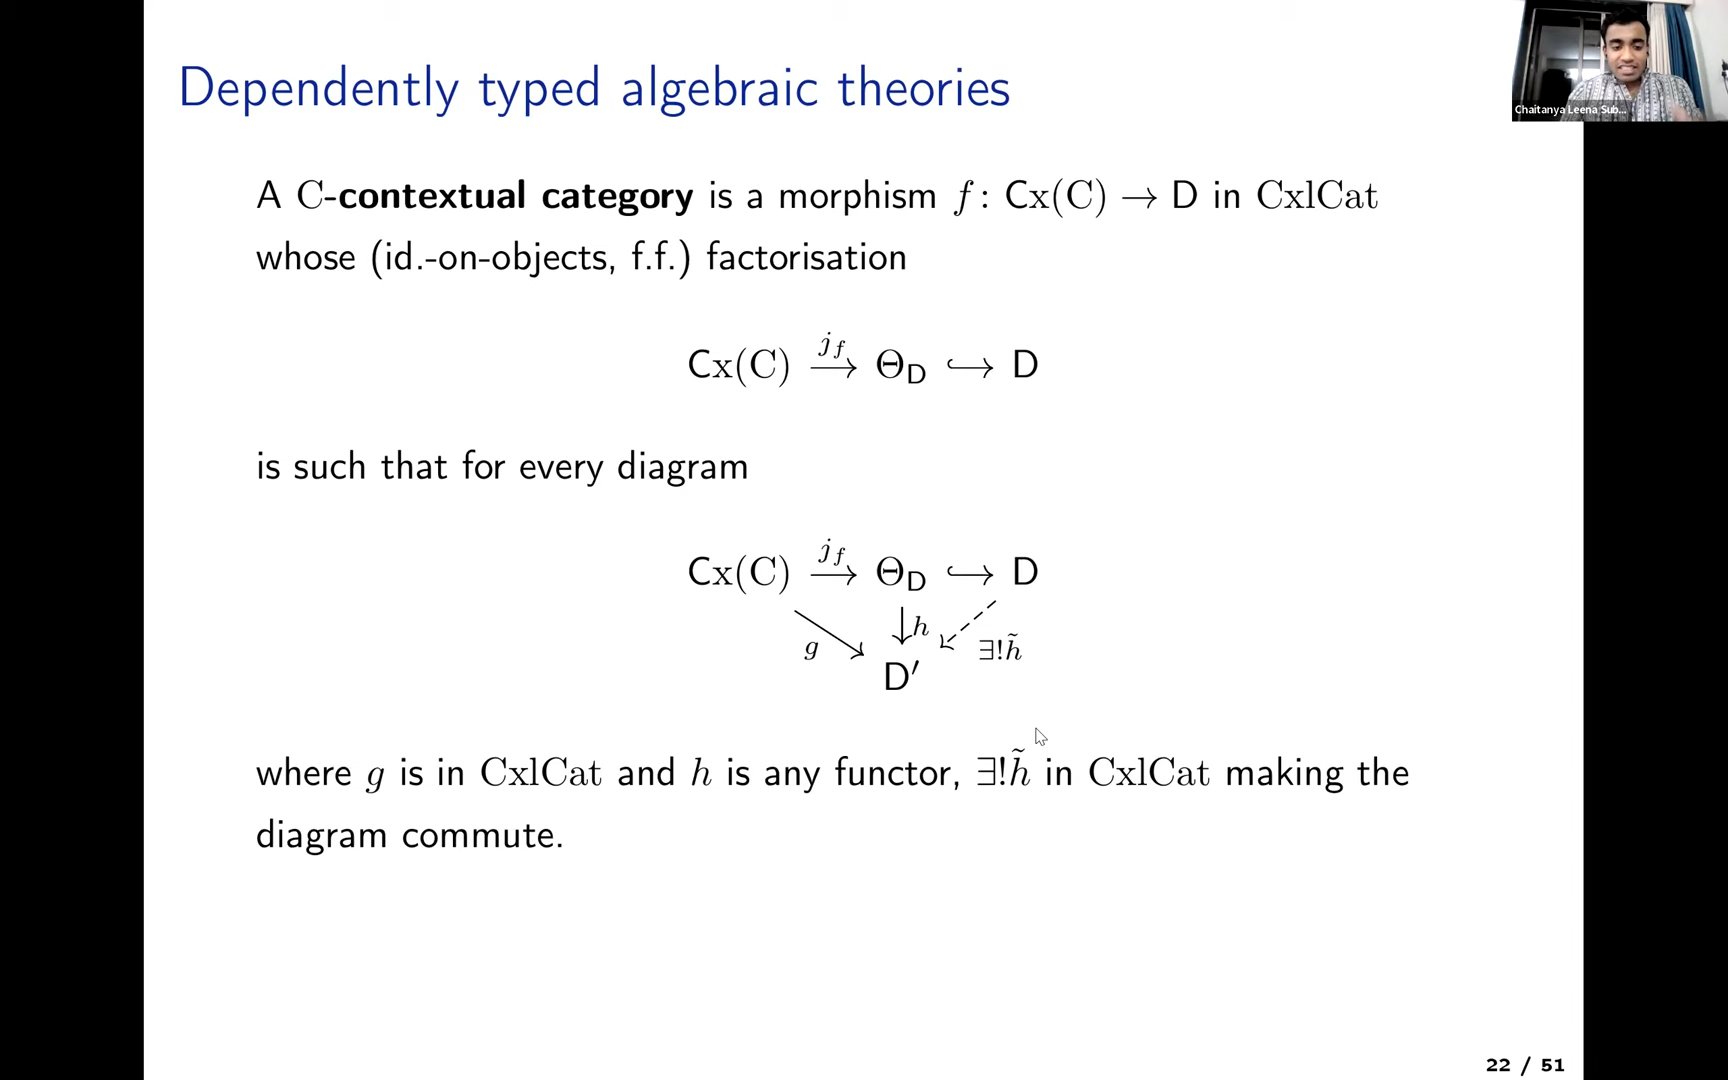 Dependently typed algebraic theories
Chaitanya Leena Sub...
A C-contextual category is a morphism f : Cx(C) → D in CxlCat
whose (id.-on-objects, f.f.) factorisation
Cx(C) —j_f→ Θ_D ↪ D
is such that for every diagram
Cx(C) —j_f→ Θ_D ↪ D
g ↓h ∃!h̃
D′
where g is in CxlCat and h is any functor, ∃!h̃ in CxlCat making the
diagram commute.
22 / 51